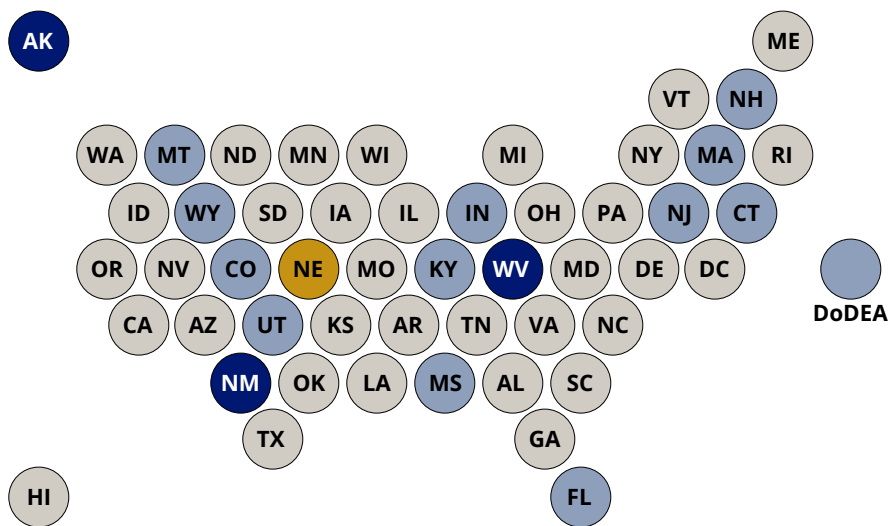 AK ME
VT NH
WA MT ND MN WI MI NY MA RI
ID WY SD IA IL IN OH PA NJ CT
OR NV CO NE MO KY WV MD DE DC
DoDEA
CA AZ UT KS AR TN VA NC
NM OK LA MS AL SC
TX GA
HI FL